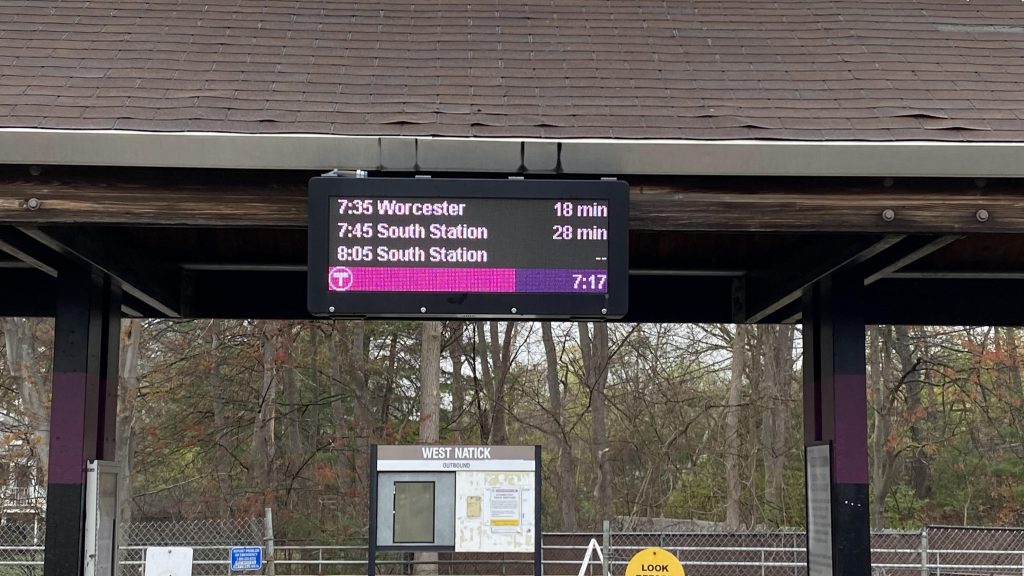 7:35 Worcester 18 min
7:45 South Station 28 min
8:05 South Station --
T 7:17
WEST NATICK
OUTBOUND
LOOK